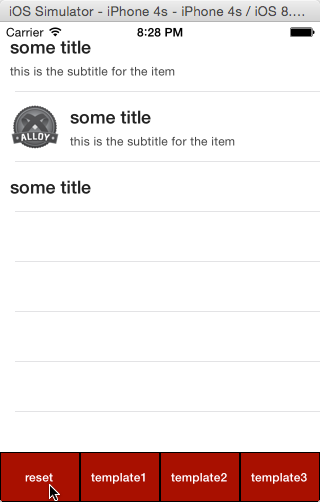 iOS Simulator - iPhone 4s - iPhone 4s / iOS 8....
Carrier 8:28 PM
some title
this is the subtitle for the item
ALLOY
some title
this is the subtitle for the item
some title
reset template1 template2 template3